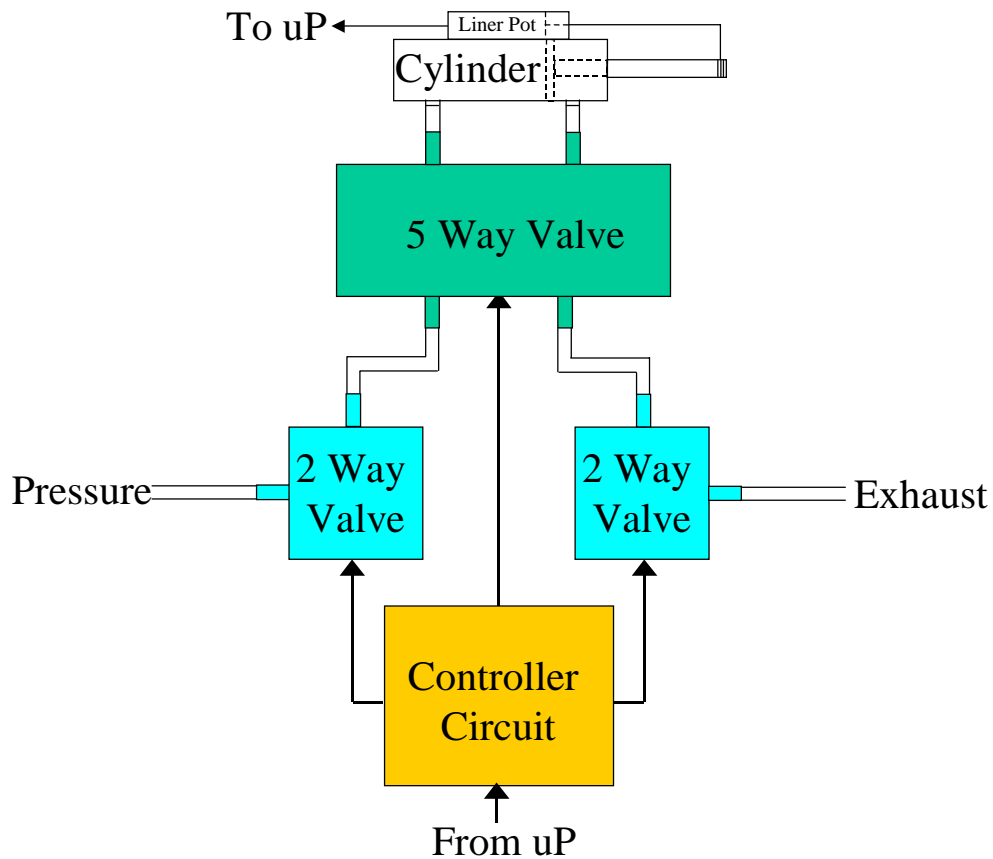 To uP
Liner Pot
Cylinder
5 Way Valve
2 Way
Valve
2 Way
Valve
Pressure
Exhaust
Controller
Circuit
From uP